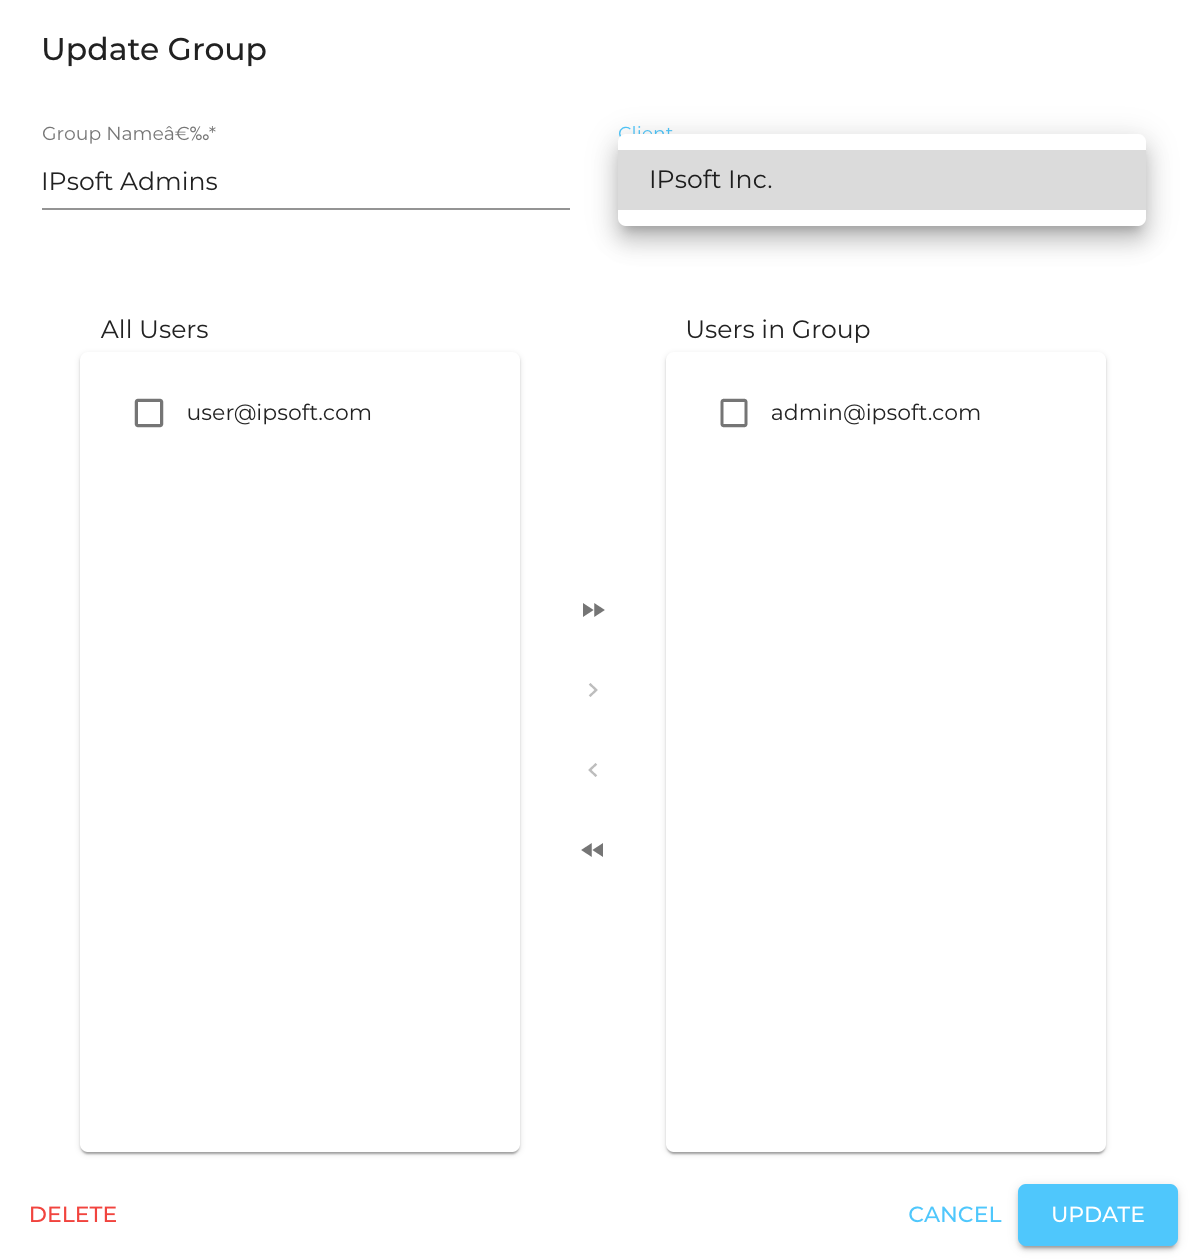 Update Group
Group Nameâ€‰*
Client
IPsoft Admins
IPsoft Inc.
All Users
Users in Group
user@ipsoft.com
admin@ipsoft.com
DELETE
CANCEL
UPDATE